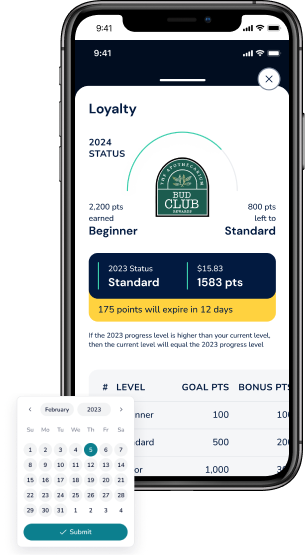 9:41
9:41
Loyalty
2024
STATUS
THE APOTHECARIUM
BUD
CLUB
REWARDS
2,200 pts
earned
Beginner
800 pts
left to
Standard
2023 Status
Standard
$15.83
1583 pts
175 points will expire in 12 days
If the 2023 progress level is higher than your current level,
then the current level will equal the 2023 progress level
# LEVEL GOAL PTS BONUS PTS
nner 100 100
dard 500 200
or 1,000 30
February 2023
Su Mo Tu We Th Fr Sa
1 2 3 4 5 6 7
8 9 10 11 12 13 14
15 16 17 18 19 20 21
22 23 24 25 26 27 28
29 30 31 1 2 3 4
Submit